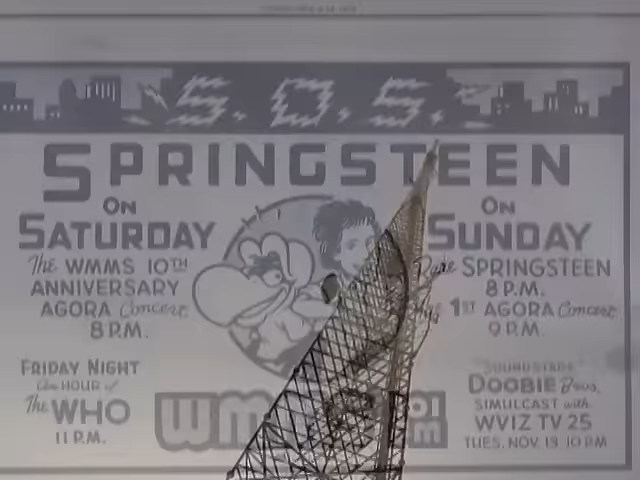 S.O.S.
SPRINGSTEEN
ON SATURDAY
The WMMS 10TH
ANNIVERSARY
AGORA Concert
8 P.M.
FRIDAY NIGHT
HOUR of
The WHO
11 P.M.
ON SUNDAY
Rare SPRINGSTEEN
8 P.M.
1ST AGORA Concert
9 P.M.
SOUNDSTAGE
DOOBIE Bros.
SIMULCAST with
WVIZ TV 25
TUES. NOV. 13 10 P.M.